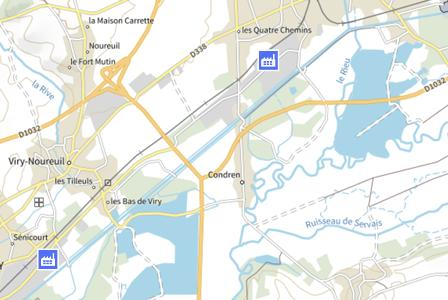 la Maison Carrette
les Quatre Chemins
Noureuil
D338
le Fort Mutin
la Rive
le Rieu
D1032
D1032
Viry-Noureuil
les Tilleuls
Condren
les Bas de Viry
Ruisseau de Servais
Sénicourt